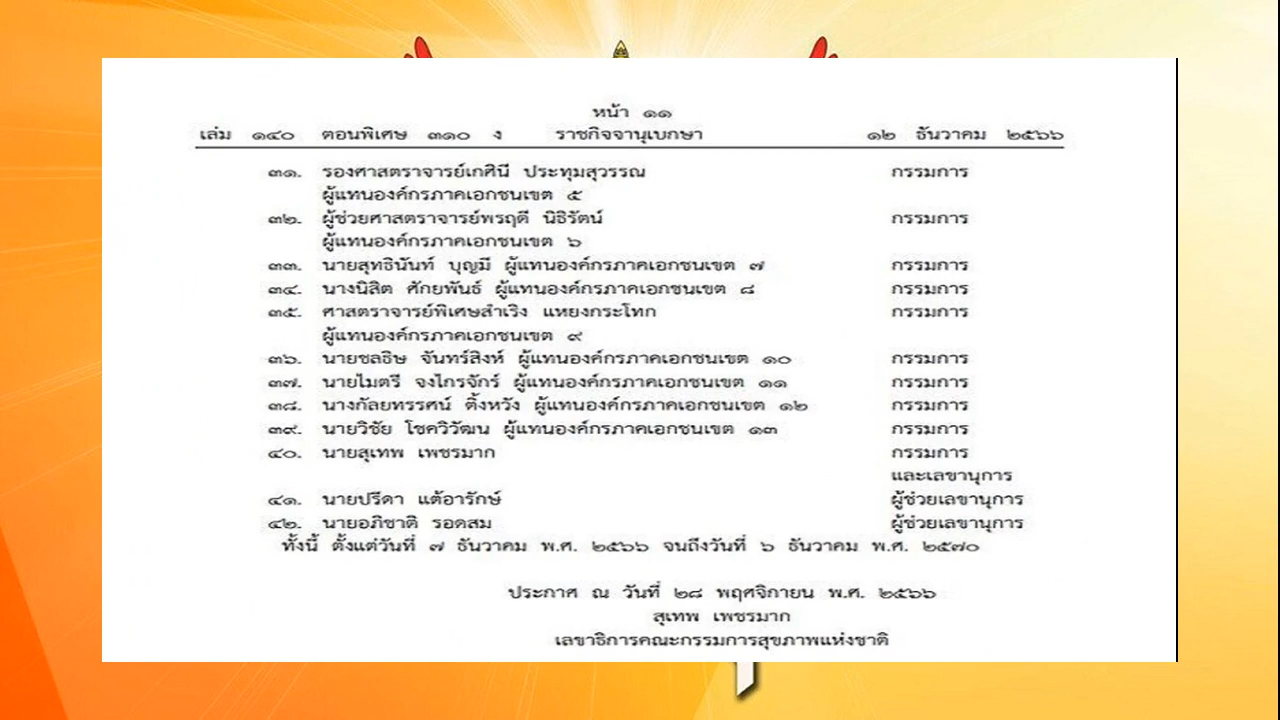 หน้า ๑๑
เล่ม ๑๔๐ ตอนพิเศษ ๓๑๐ ง ราชกิจจานุเบกษา ๑๒ ธันวาคม ๒๕๖๖
๓๑. รองศาสตราจารย์เกศินี ประทุมสุวรรณ กรรมการ
ผู้แทนองค์กรภาคเอกชนเขต ๕
๓๒. ผู้ช่วยศาสตราจารย์พรฤดี นิธิรัตน์ กรรมการ
ผู้แทนองค์กรภาคเอกชนเขต ๖
๓๓. นายสุทธินันท์ บุญมี ผู้แทนองค์กรภาคเอกชนเขต ๗ กรรมการ
๓๔. นางนิสิต ศักยพันธ์ ผู้แทนองค์กรภาคเอกชนเขต ๘ กรรมการ
๓๕. ศาสตราจารย์พิเศษสำเริง แหยงกระโทก กรรมการ
ผู้แทนองค์กรภาคเอกชนเขต ๙
๓๖. นายชลธิษ จันทร์สิงห์ ผู้แทนองค์กรภาคเอกชนเขต ๑๐ กรรมการ
๓๗. นายไมตรี จงไกรจักร์ ผู้แทนองค์กรภาคเอกชนเขต ๑๑ กรรมการ
๓๘. นางกัลยทรรศน์ ติ้งหวัง ผู้แทนองค์กรภาคเอกชนเขต ๑๒ กรรมการ
๓๙. นายวิชัย โชควิวัฒน ผู้แทนองค์กรภาคเอกชนเขต ๑๓ กรรมการ
๔๐. นายสุเทพ เพชรมาก กรรมการ
และเลขานุการ
๔๑. นายปรีดา แต้อารักษ์ ผู้ช่วยเลขานุการ
๔๒. นายอภิชาติ รอดสม ผู้ช่วยเลขานุการ
ทั้งนี้ ตั้งแต่วันที่ ๗ ธันวาคม พ.ศ. ๒๕๖๖ จนถึงวันที่ ๖ ธันวาคม พ.ศ. ๒๕๗๐
ประกาศ ณ วันที่ ๒๘ พฤศจิกายน พ.ศ. ๒๕๖๖
สุเทพ เพชรมาก
เลขาธิการคณะกรรมการสุขภาพแห่งชาติ